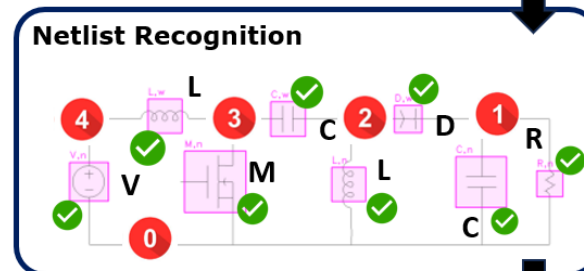 Netlist Recognition
L,w L C,w D,w
4 3 C 2 D 1 R
V,n V M,n M L,n L C,n R,n
C
0